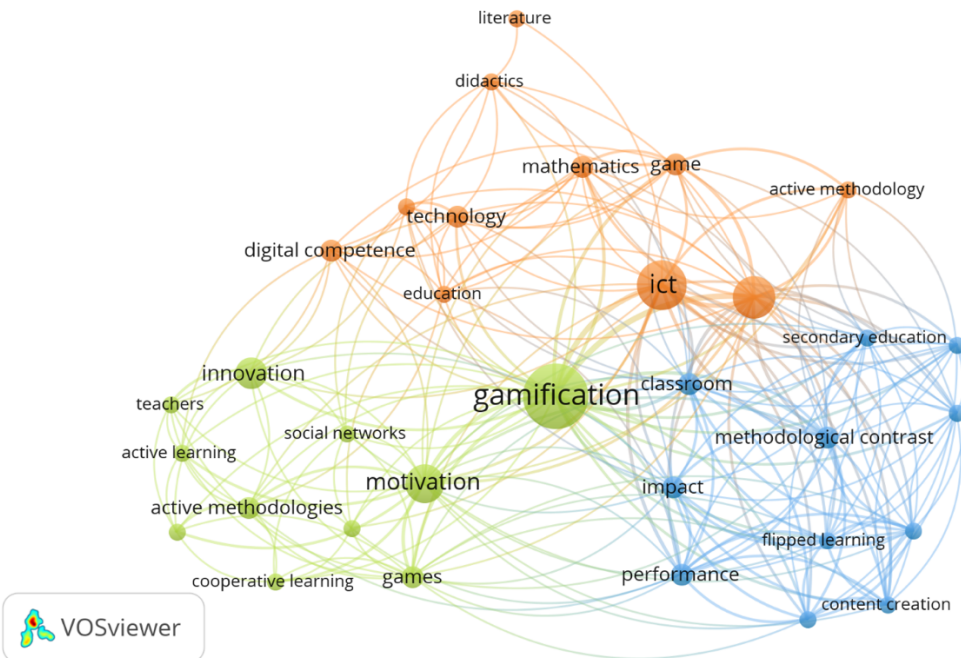 literature
didactics
mathematics
game
active methodology
technology
digital competence
education
ict
secondary education
innovation
gamification
classroom
teachers
social networks
methodological contrast
active learning
motivation
impact
active methodologies
flipped learning
cooperative learning
games
performance
content creation
VOSviewer